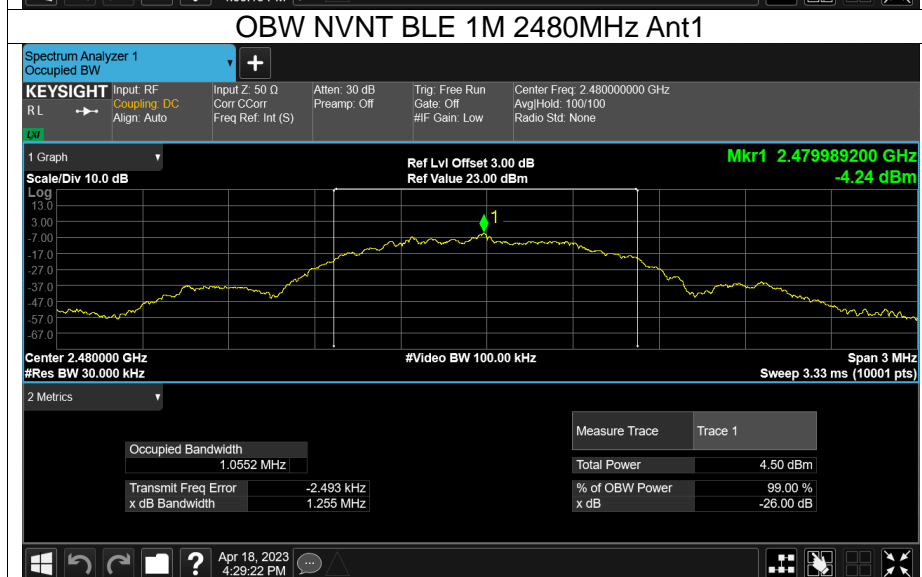 OBW NVNT BLE 1M 2480MHz Ant1
Spectrum Analyzer 1
Occupied BW
+
KEYSIGHT
R L
LXI
Input: RF
Coupling: DC
Align: Auto
Input Z: 50 Ω
Corr CCorr
Freq Ref: Int (S)
Atten: 30 dB
Preamp: Off
Trig: Free Run
Gate: Off
#IF Gain: Low
Center Freq: 2.480000000 GHz
Avg|Hold: 100/100
Radio Std: None
1 Graph
Scale/Div 10.0 dB
Ref Lvl Offset 3.00 dB
Ref Value 23.00 dBm
Mkr1 2.479989200 GHz
-4.24 dBm
Log
13.0
3.00
-7.00
-17.0
-27.0
-37.0
-47.0
-57.0
-67.0
1
Center 2.480000 GHz
#Res BW 30.000 kHz
#Video BW 100.00 kHz
Span 3 MHz
Sweep 3.33 ms (10001 pts)
2 Metrics
Occupied Bandwidth
1.0552 MHz
Transmit Freq Error -2.493 kHz
x dB Bandwidth 1.255 MHz
Measure Trace Trace 1
Total Power 4.50 dBm
% of OBW Power 99.00 %
x dB -26.00 dB
?
Apr 18, 2023
4:29:22 PM